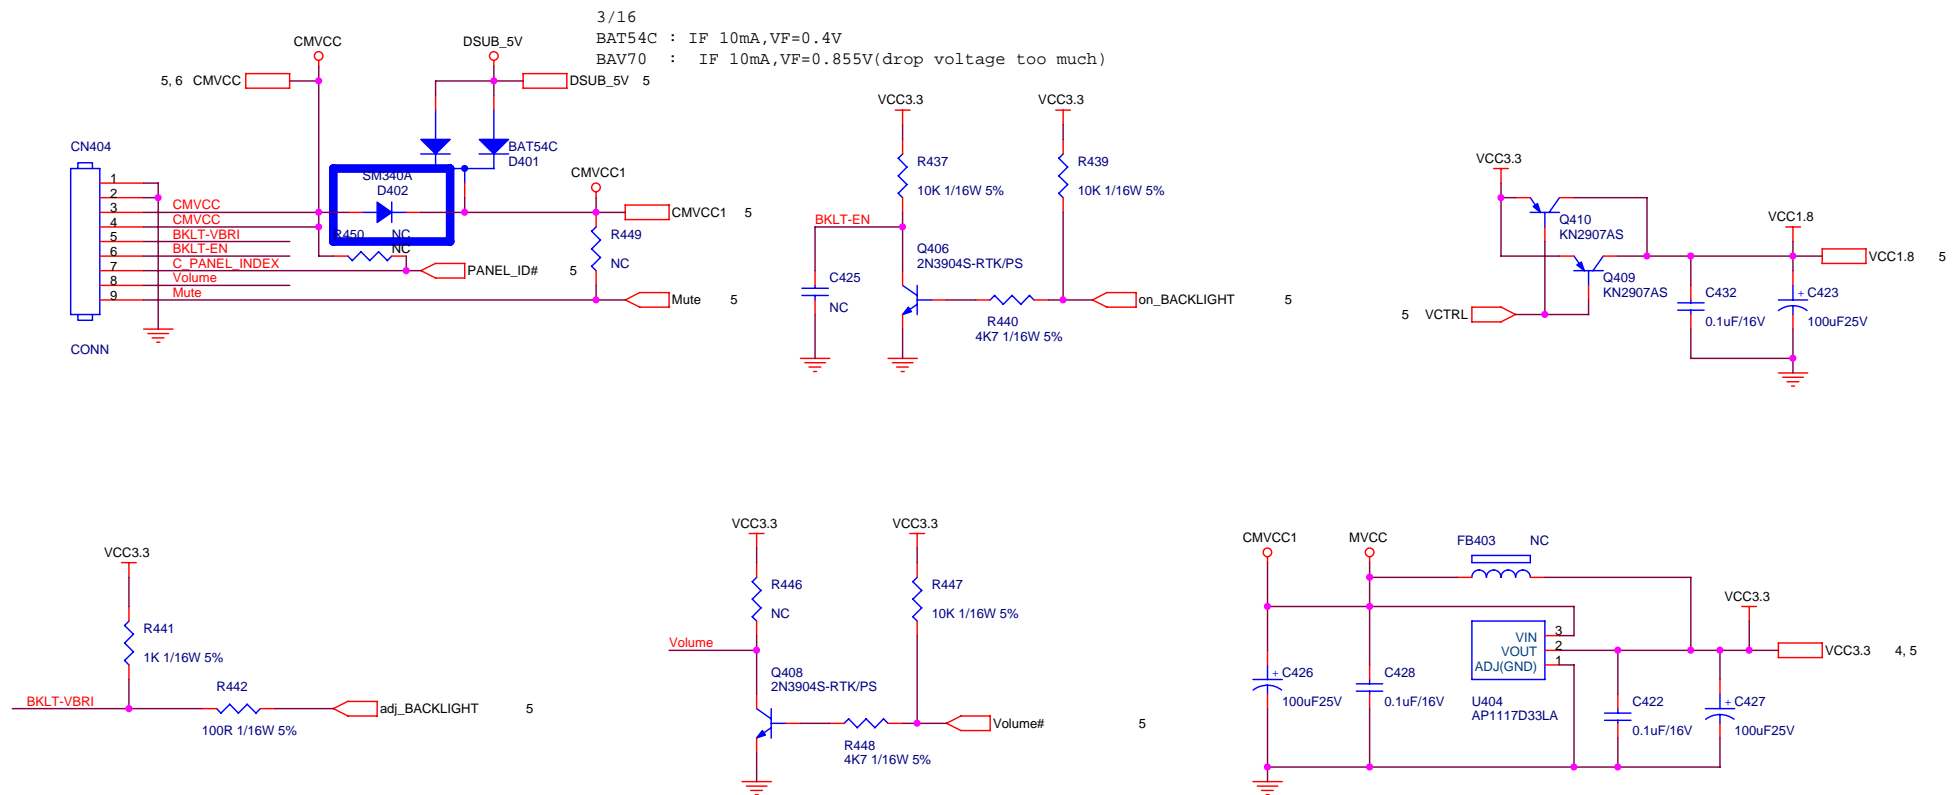 3/16
BAT54C : IF 10mA,VF=0.4V
BAV70 : IF 10mA,VF=0.855V(drop voltage too much)
CMVCC
DSUB_5V
5, 6 CMVCC
DSUB_5V 5
CN404
1
2
3
4
5
6
7
8
9
CONN
CMVCC
CMVCC
BKLT-VBRI
BKLT-EN
C_PANEL_INDEX
Volume
Mute
BAT54C
D401
SM340A
D402
NC
R450
NC
CMVCC1
CMVCC1 5
R449
NC
PANEL_ID# 5
Mute 5
VCC3.3
VCC3.3
R437
10K 1/16W 5%
R439
10K 1/16W 5%
BKLT-EN
Q406
2N3904S-RTK/PS
C425
NC
R440
4K7 1/16W 5%
on_BACKLIGHT 5
VCC3.3
Q410
KN2907AS
Q409
KN2907AS
VCC1.8
VCC1.8 5
5 VCTRL
C432
0.1uF/16V
+ C423
100uF25V
VCC3.3
R441
1K 1/16W 5%
R442
100R 1/16W 5%
BKLT-VBRI
adj_BACKLIGHT 5
VCC3.3
VCC3.3
R446
NC
R447
10K 1/16W 5%
Volume
Q408
2N3904S-RTK/PS
R448
4K7 1/16W 5%
Volume# 5
CMVCC1
MVCC
FB403 NC
VCC3.3
VIN 3
VOUT 2
ADJ(GND) 1
VCC3.3 4, 5
+ C426
100uF25V
C428
0.1uF/16V
U404
AP1117D33LA
C422
0.1uF/16V
+ C427
100uF25V